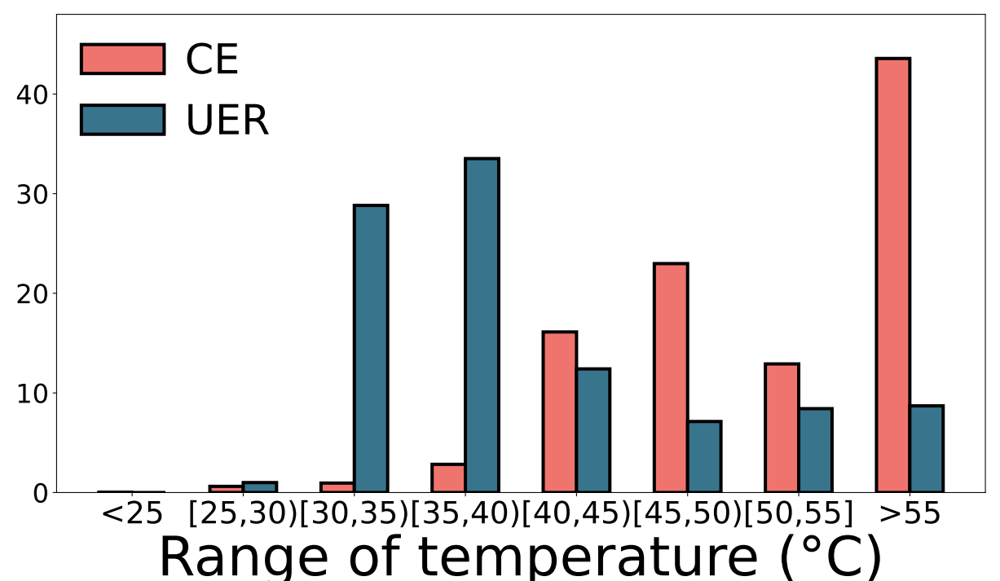 CE
UER
40
30
20
10
0
<25 [25,30) [30,35) [35,40) [40,45) [45,50) [50,55] >55
Range of temperature (°C)